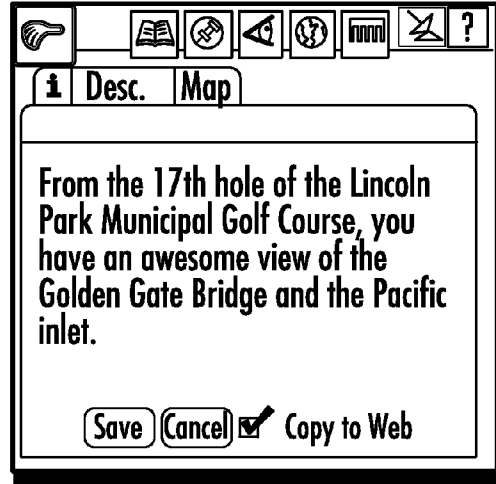 ?
i Desc. Map
From the 17th hole of the Lincoln
Park Municipal Golf Course, you
have an awesome view of the
Golden Gate Bridge and the Pacific
inlet.
Save Cancel Copy to Web